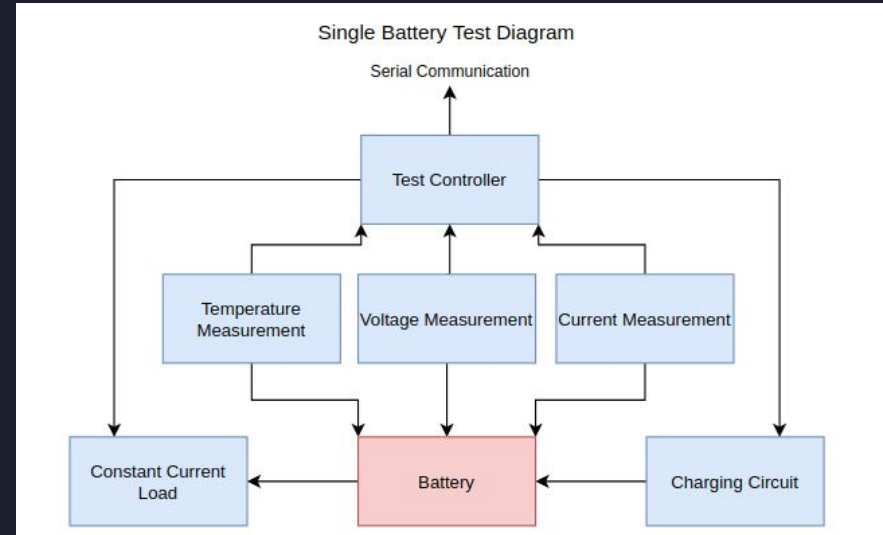 Single Battery Test Diagram
Serial Communication
Test Controller
Temperature
Measurement
Voltage Measurement
Current Measurement
Constant Current
Load
Battery
Charging Circuit